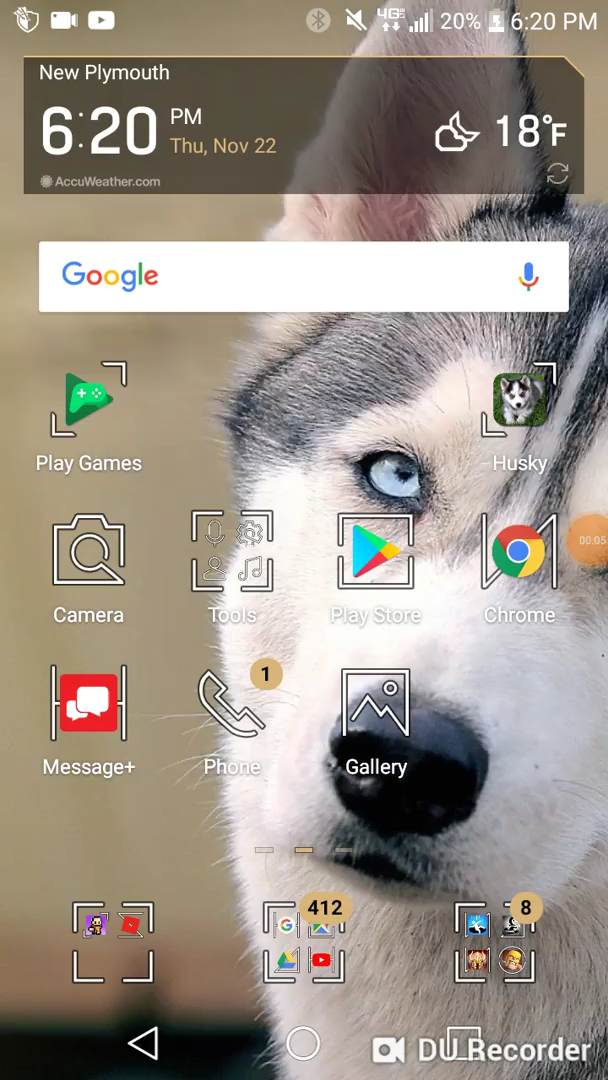 4G 20% 6:20 PM
New Plymouth
6:20 PM
Thu, Nov 22
18°F
AccuWeather.com
Google
Play Games
Husky
00:05
Camera
Tools
Play Store
Chrome
1
Message+
Phone
Gallery
412
8
DU Recorder